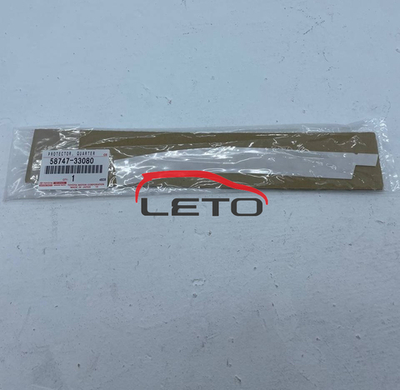 PROTECTOR, QUARTER
58747-33080
1
LETO